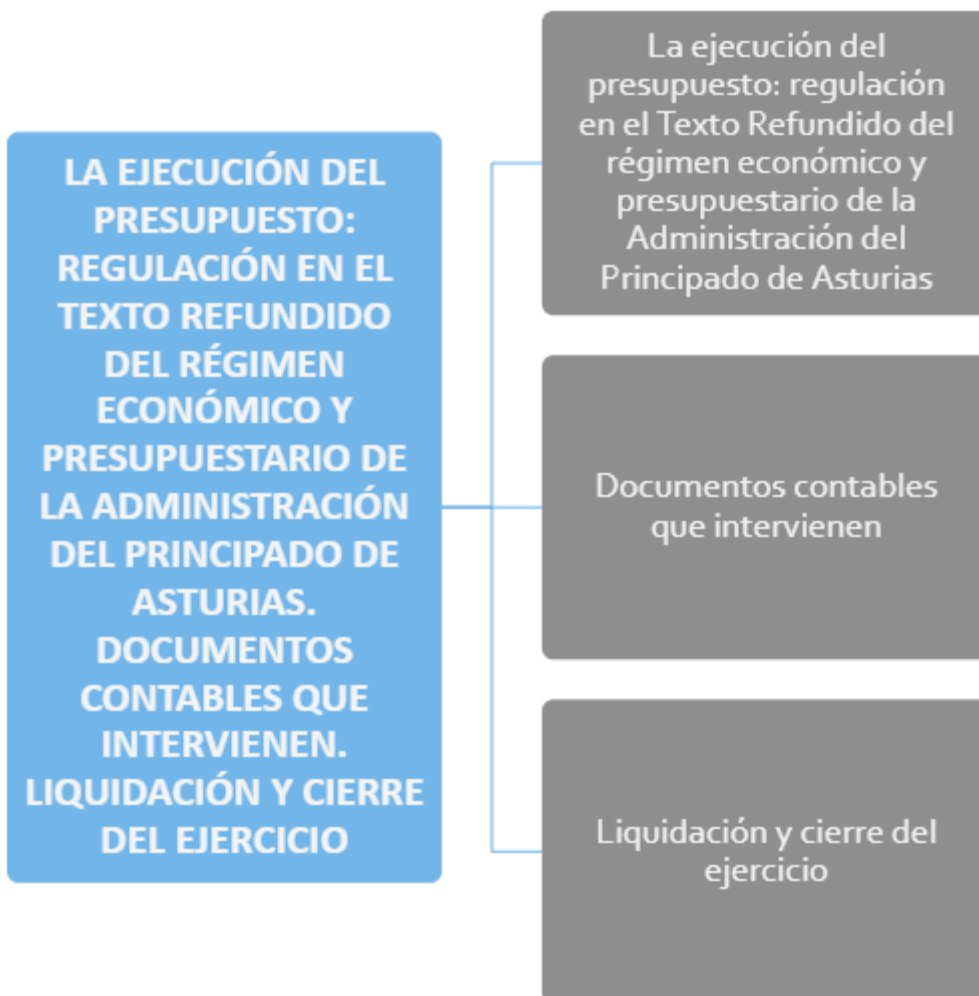 LA EJECUCIÓN DEL
PRESUPUESTO:
REGULACIÓN EN EL
TEXTO REFUNDIDO
DEL RÉGIMEN
ECONÓMICO Y
PRESUPUESTARIO DE
LA ADMINISTRACIÓN
DEL PRINCIPADO DE
ASTURIAS.
DOCUMENTOS
CONTABLES QUE
INTERVIENEN.
LIQUIDACIÓN Y CIERRE
DEL EJERCICIO
La ejecución del
presupuesto: regulación
en el Texto Refundido del
régimen económico y
presupuestario de la
Administración del
Principado de Asturias
Documentos contables
que intervienen
Liquidación y cierre del
ejercicio